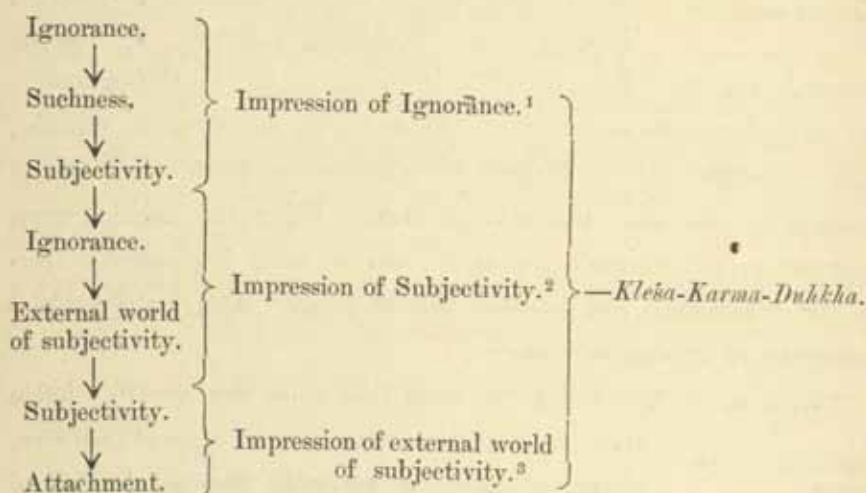 Ignorance.
Suchness.
Impression of Ignorānce.¹
Subjectivity.
Ignorance.
Impression of Subjectivity.²
—Kleśa-Karma-Duhkha.
External world
of subjectivity.
Subjectivity.
Impression of external world
of subjectivity.³
Attachment.